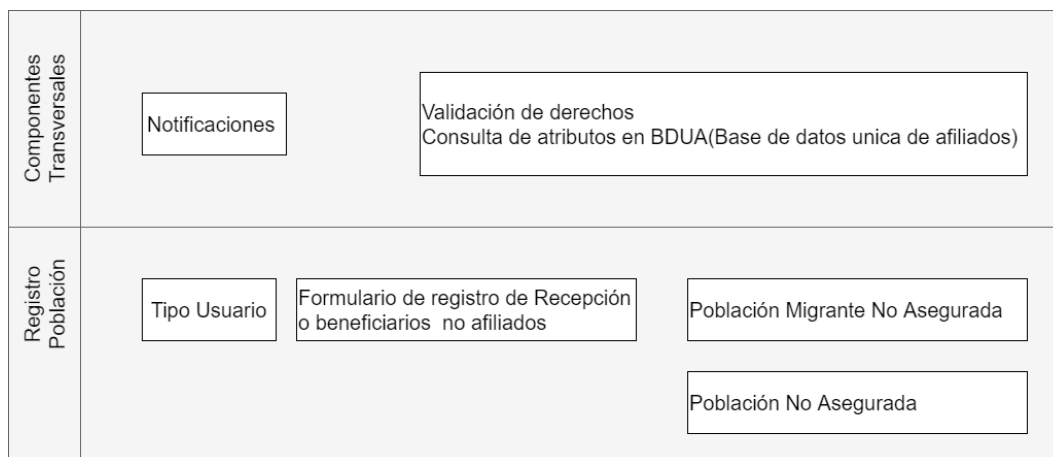 Componentes
Transversales
Notificaciones
Validación de derechos
Consulta de atributos en BDUA(Base de datos unica de afiliados)
Registro
Población
Tipo Usuario
Formulario de registro de Recepción
o beneficiarios no afiliados
Población Migrante No Asegurada
Población No Asegurada